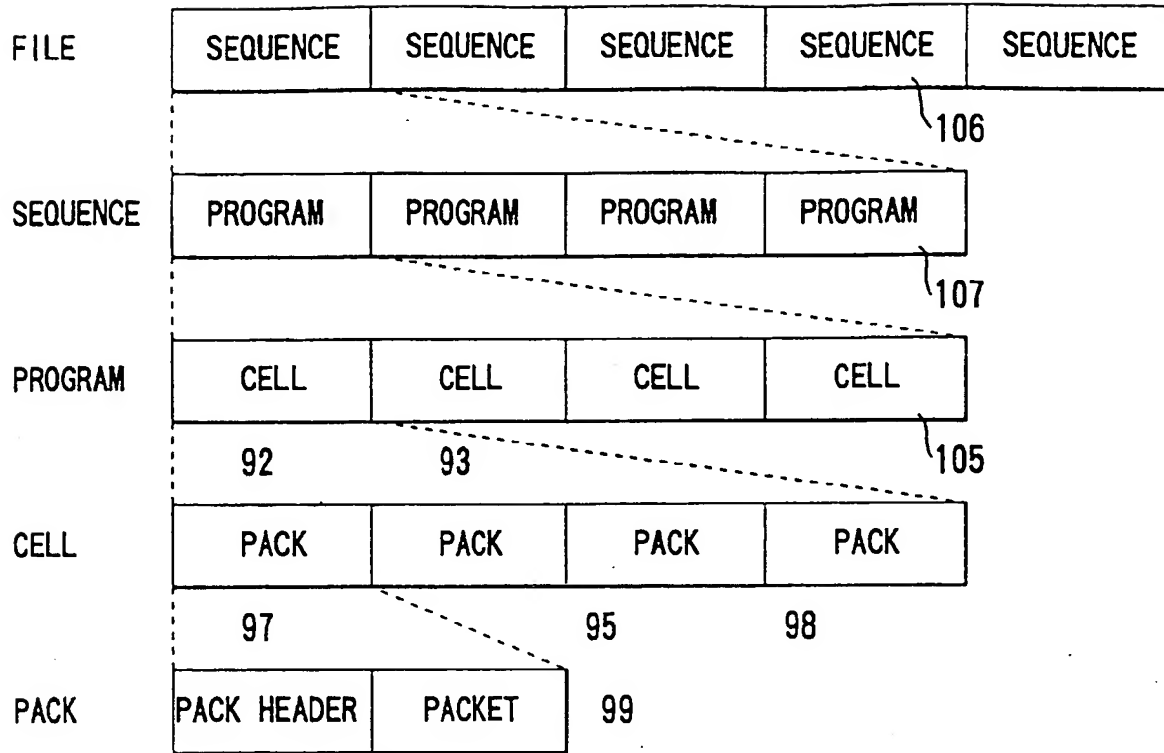 FILE SEQUENCE SEQUENCE SEQUENCE SEQUENCE SEQUENCE
106
SEQUENCE PROGRAM PROGRAM PROGRAM PROGRAM
107
PROGRAM CELL CELL CELL CELL
92 93 105
CELL PACK PACK PACK PACK
97 95 98
PACK PACK HEADER PACKET 99